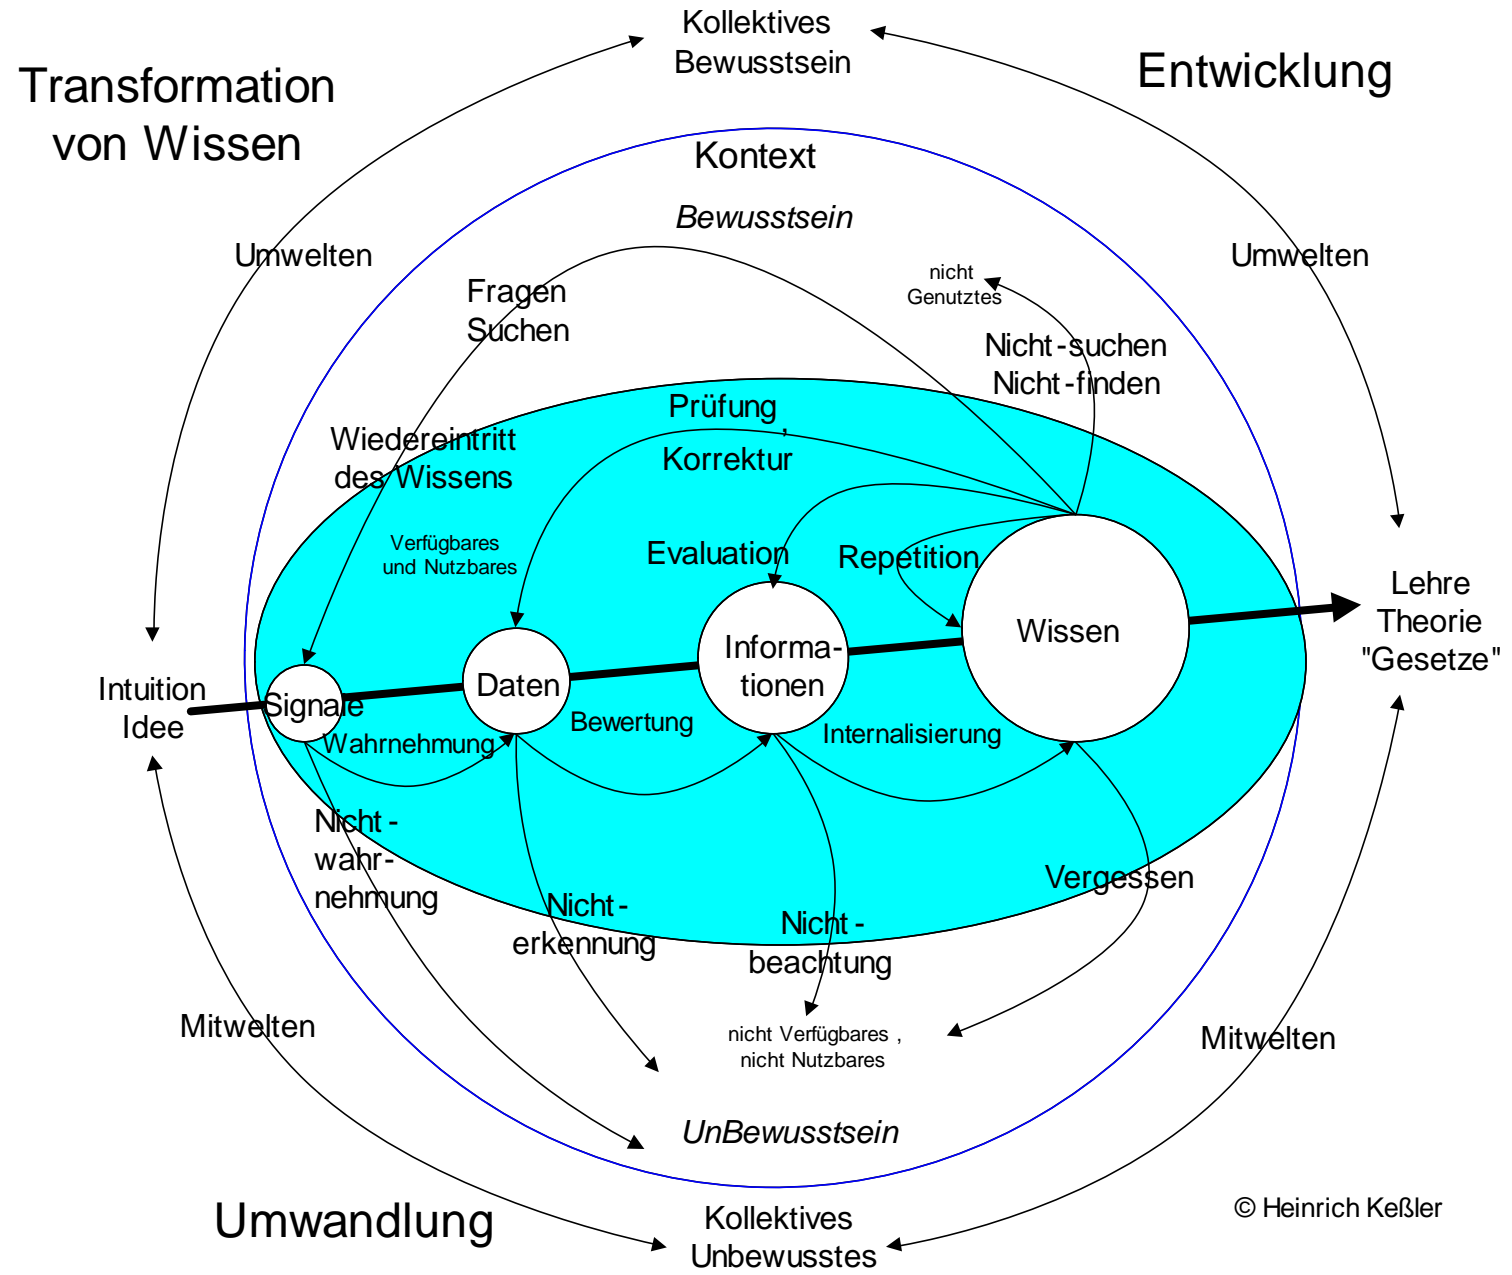 Kollektives
Bewusstsein
Transformation
von Wissen
Entwicklung
Kontext
Bewusstsein
Umwelten
Umwelten
nicht
Genutztes
Fragen
Suchen
Nicht-suchen
Nicht-finden
Prüfung,
Korrektur
Wiedereintritt
des Wissens
Verfügbares
und Nutzbares
Evaluation
Repetition
Lehre
Theorie
"Gesetze"
Intuition
Idee
Signale
Daten
Informa-
tionen
Wissen
Wahrnehmung
Bewertung
Internalisierung
Nicht-
wahr-
nehmung
Nicht-
erkennung
Nicht-
beachtung
Vergessen
Mitwelten
nicht Verfügbares ,
nicht Nutzbares
Mitwelten
UnBewusstsein
Umwandlung
Kollektives
Unbewusstes
© Heinrich Keßler